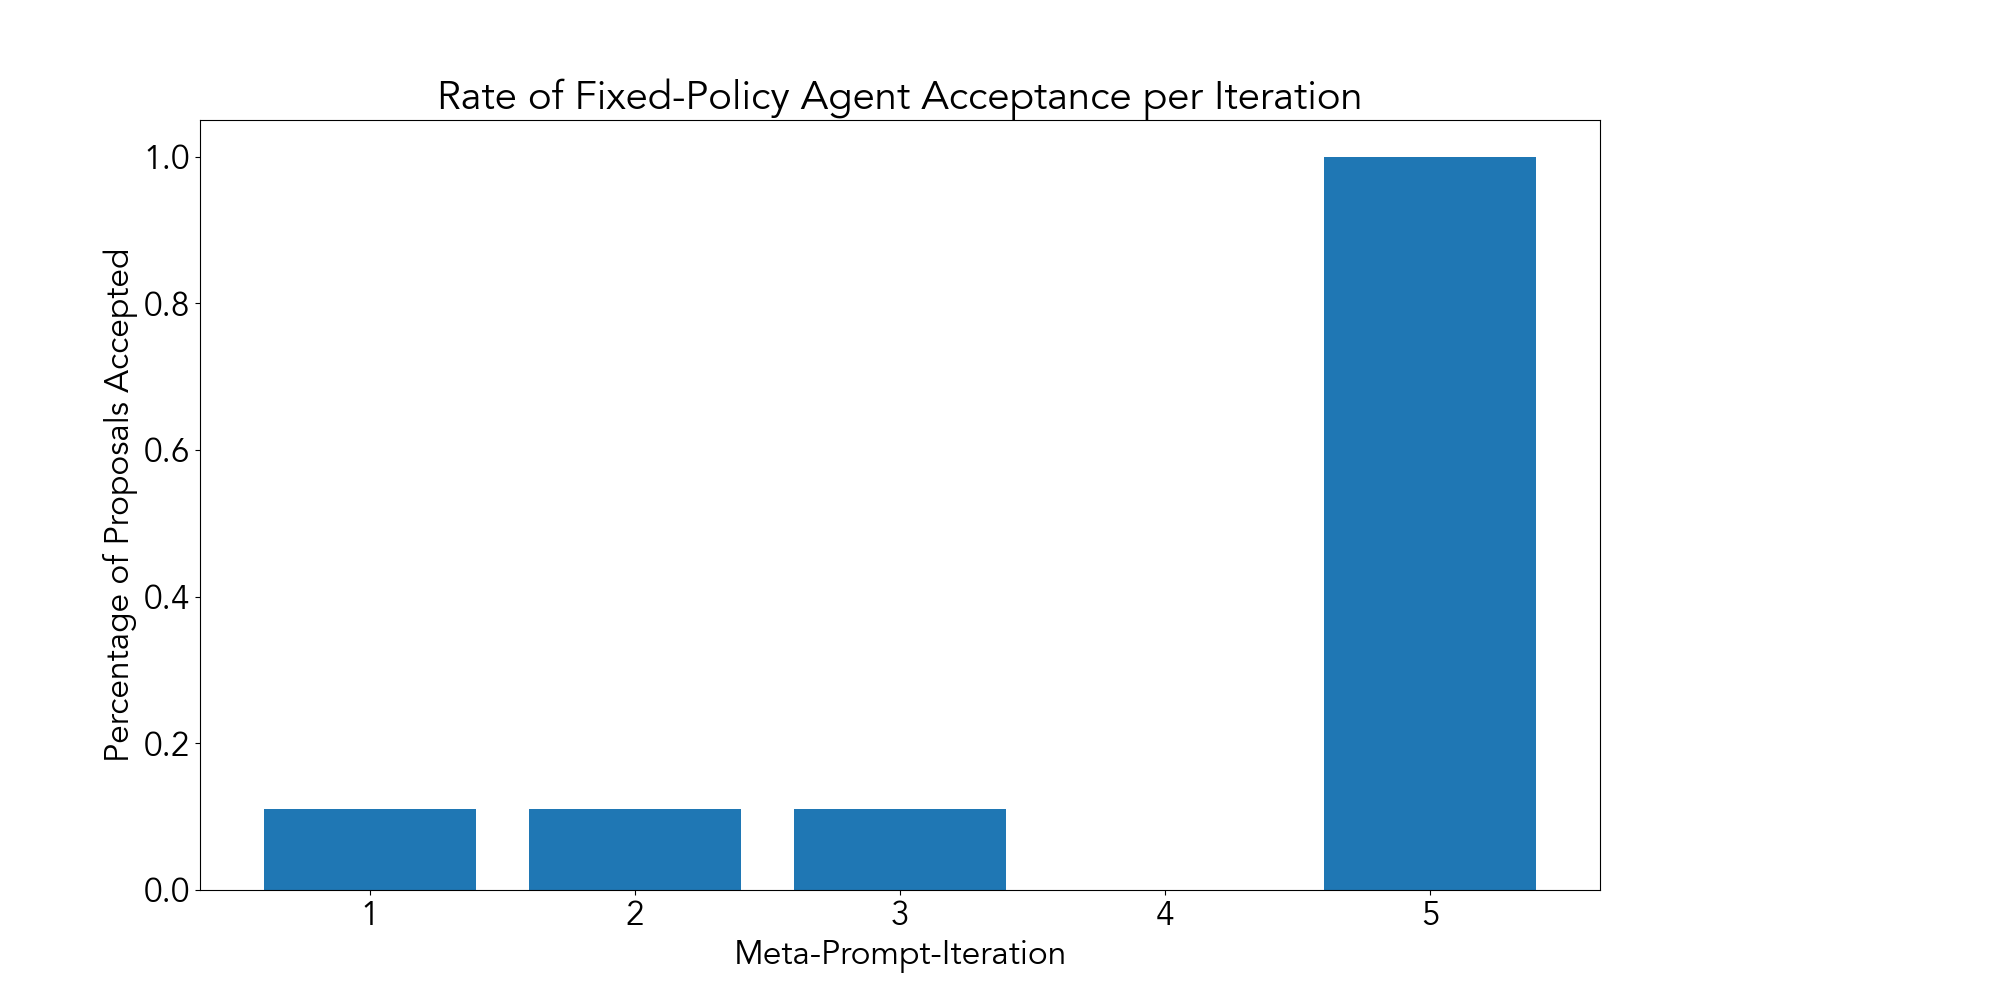 Rate of Fixed-Policy Agent Acceptance per Iteration
Percentage of Proposals Accepted
1.0
0.8
0.6
0.4
0.2
0.0
1 2 3 4 5
Meta-Prompt-Iteration